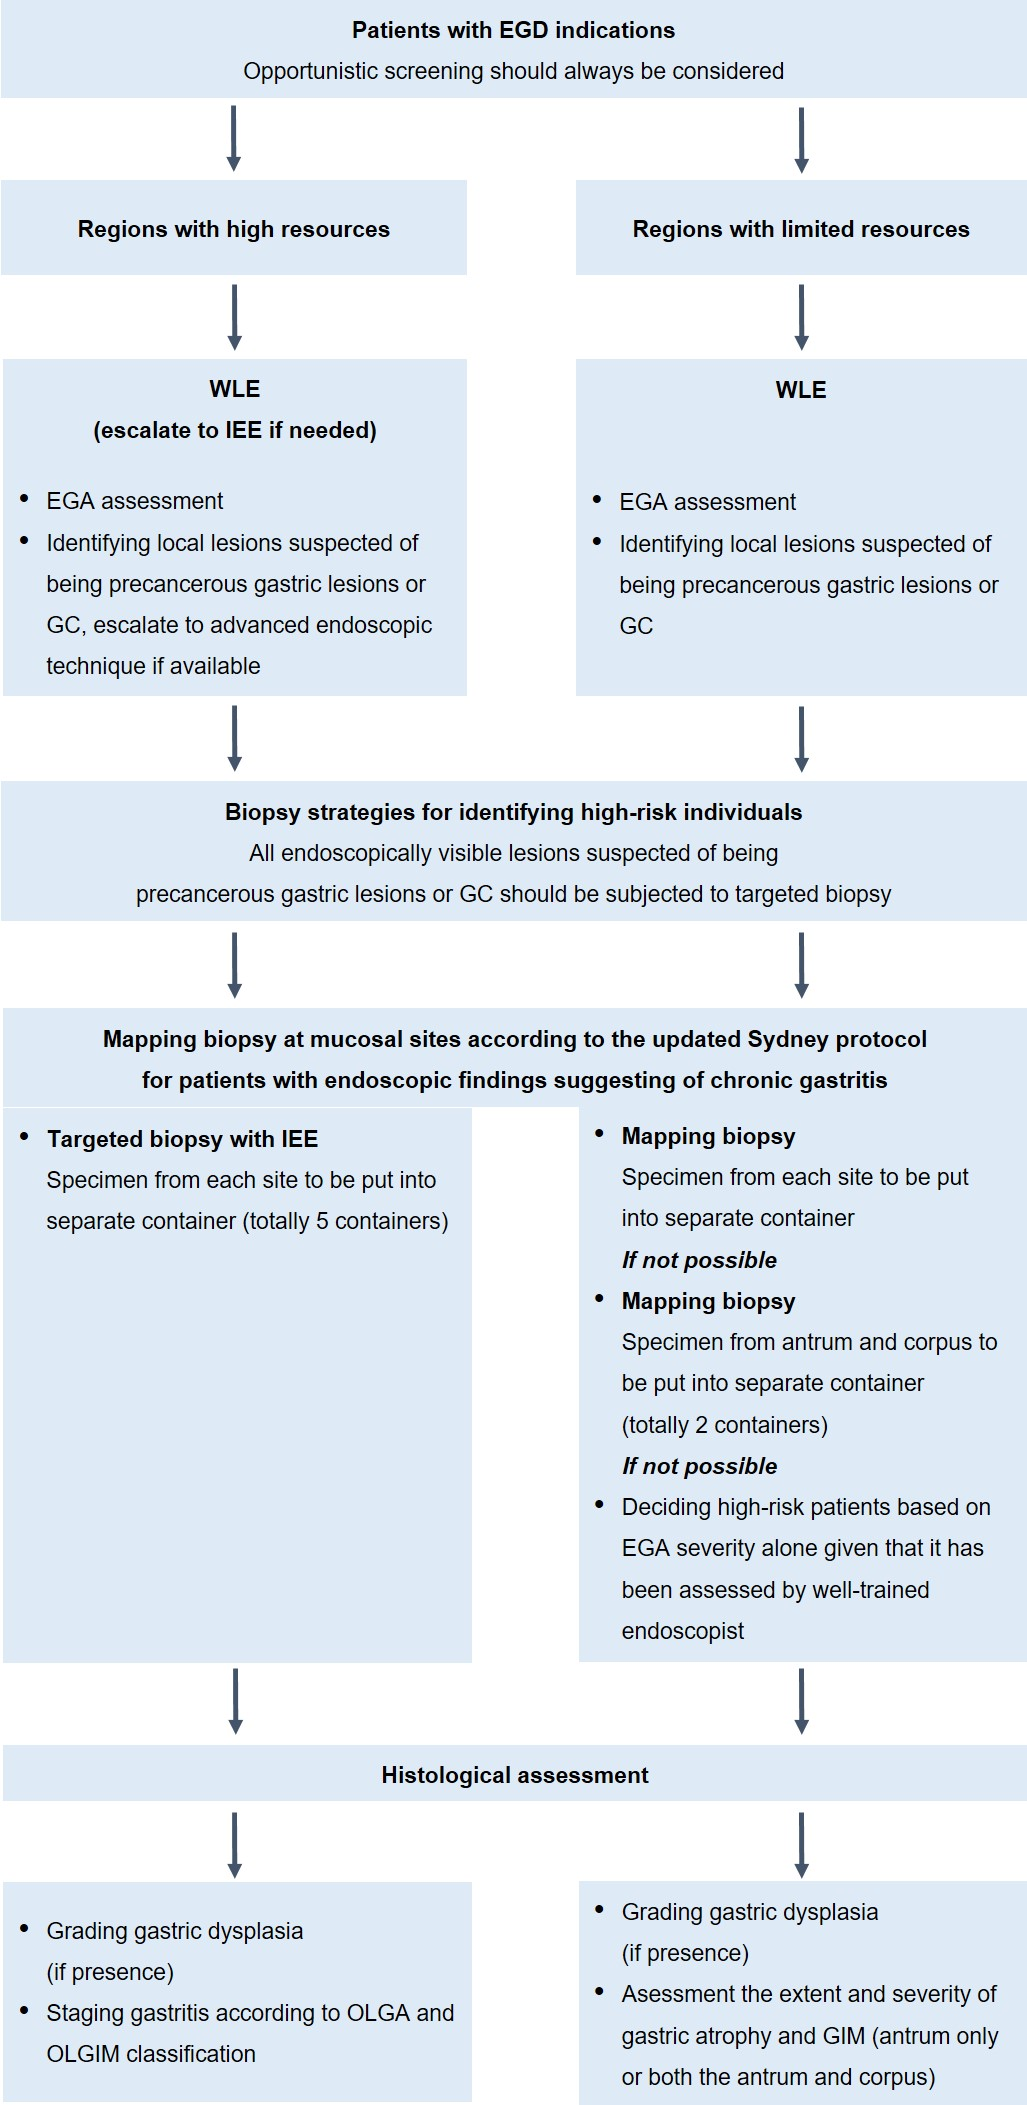 Patients with EGD indications
Opportunistic screening should always be considered
Regions with high resources
Regions with limited resources
WLE
(escalate to IEE if needed)
• EGA assessment
• Identifying local lesions suspected of
being precancerous gastric lesions or
GC, escalate to advanced endoscopic
technique if available
WLE
• EGA assessment
• Identifying local lesions suspected of
being precancerous gastric lesions or
GC
Biopsy strategies for identifying high-risk individuals
All endoscopically visible lesions suspected of being
precancerous gastric lesions or GC should be subjected to targeted biopsy
Mapping biopsy at mucosal sites according to the updated Sydney protocol
for patients with endoscopic findings suggesting of chronic gastritis
• Targeted biopsy with IEE
Specimen from each site to be put into
separate container (totally 5 containers)
• Mapping biopsy
Specimen from each site to be put
into separate container
If not possible
• Mapping biopsy
Specimen from antrum and corpus to
be put into separate container
(totally 2 containers)
If not possible
• Deciding high-risk patients based on
EGA severity alone given that it has
been assessed by well-trained
endoscopist
Histological assessment
• Grading gastric dysplasia
(if presence)
• Staging gastritis according to OLGA and
OLGIM classification
• Grading gastric dysplasia
(if presence)
• Asessment the extent and severity of
gastric atrophy and GIM (antrum only
or both the antrum and corpus)